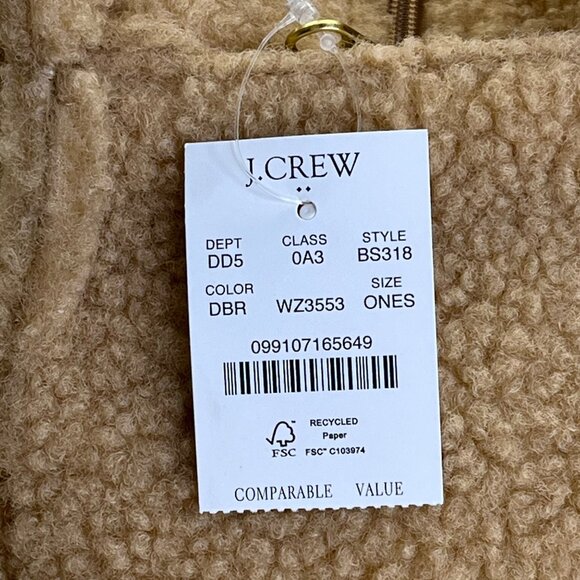 J.CREW
DEPT CLASS STYLE
DD5 0A3 BS318
COLOR SIZE
DBR WZ3553 ONES
099107165649
RECYCLED
Paper
FSC FSC™ C103974
COMPARABLE VALUE